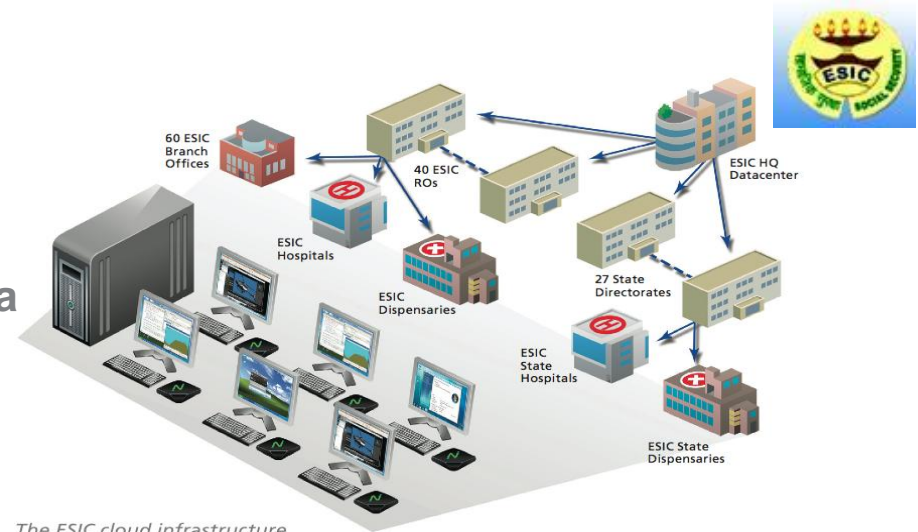 ESIC
SOCIAL SECURITY
60 ESIC
Branch
Offices
40 ESIC
ROs
ESIC HQ
Datacenter
ESIC
Hospitals
ESIC
Dispensaries
27 State
Directorates
a
ESIC
State
Hospitals
ESIC State
Dispensaries
The ESIC cloud infrastructure